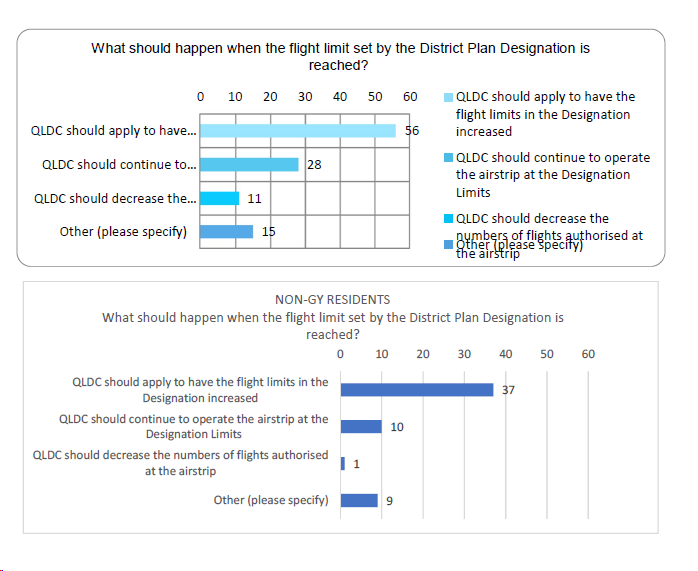 What should happen when the flight limit set by the District Plan Designation is
reached?
0 10 20 30 40 50 60
QLDC should apply to have... 56
QLDC should continue to... 28
QLDC should decrease the... 11
Other (please specify) 15
QLDC should apply to have the
flight limits in the Designation
increased
QLDC should continue to operate
the airstrip at the Designation
Limits
QLDC should decrease the
numbers of flights authorised at
the airstrip
Other (please specify)
NON-GY RESIDENTS
What should happen when the flight limit set by the District Plan Designation is
reached?
0 10 20 30 40 50 60
QLDC should apply to have the flight limits in the
Designation increased
37
QLDC should continue to operate the airstrip at the
Designation Limits
10
QLDC should decrease the numbers of flights authorised
at the airstrip
1
Other (please specify) 9